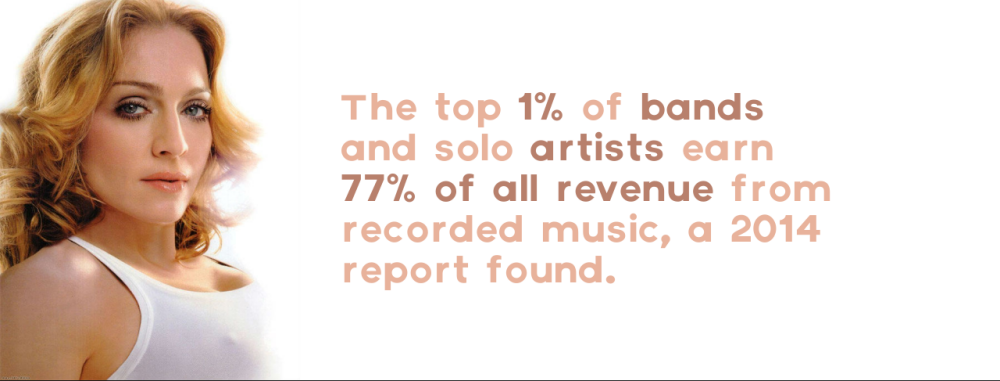 The top 1% of bands
and solo artists earn
77% of all revenue from
recorded music, a 2014
report found.